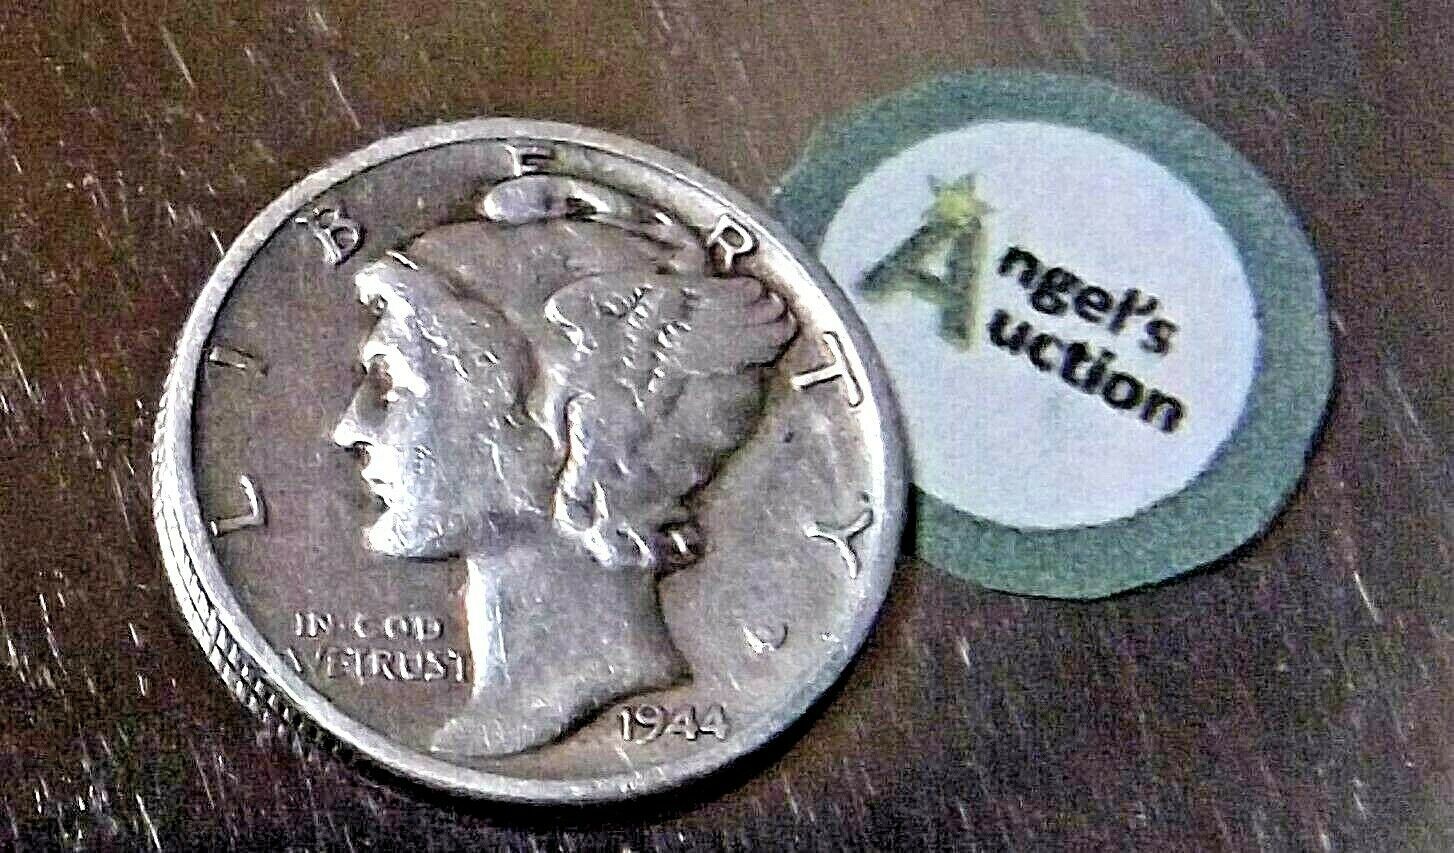 LIBERTY
IN·GOD
WE TRUST
1944
Angel's
Auction